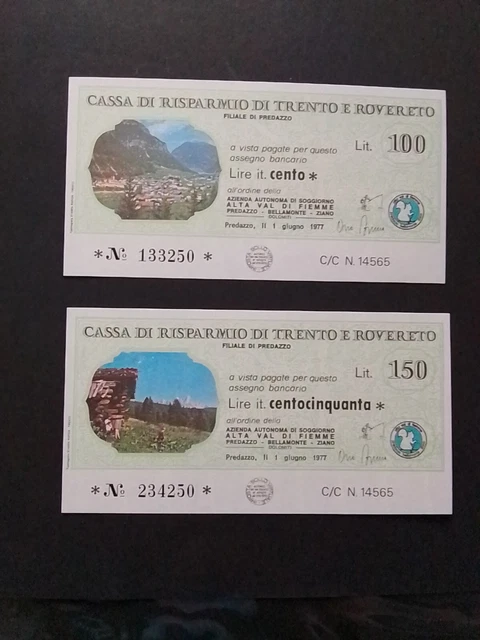 CASSA DI RISPARMIO DI TRENTO E ROVERETO
FILIALE DI PREDAZZO
a vista pagate per questo
assegno bancario
Lit. 100
Lire it. cento *
all'ordine della
AZIENDA AUTONOMA DI SOGGIORNO
ALTA VAL DI FIEMME
PREDAZZO - BELLAMONTE - ZIANO
(DOLOMITI)
Predazzo, li 1 giugno 1977
* No 133250 *
C/C N. 14565
CASSA DI RISPARMIO DI TRENTO E ROVERETO
FILIALE DI PREDAZZO
a vista pagate per questo
assegno bancario
Lit. 150
Lire it. centocinquanta *
all'ordine della
AZIENDA AUTONOMA DI SOGGIORNO
ALTA VAL DI FIEMME
PREDAZZO - BELLAMONTE - ZIANO
(DOLOMITI)
Predazzo, li 1 giugno 1977
* No 234250 *
C/C N. 14565